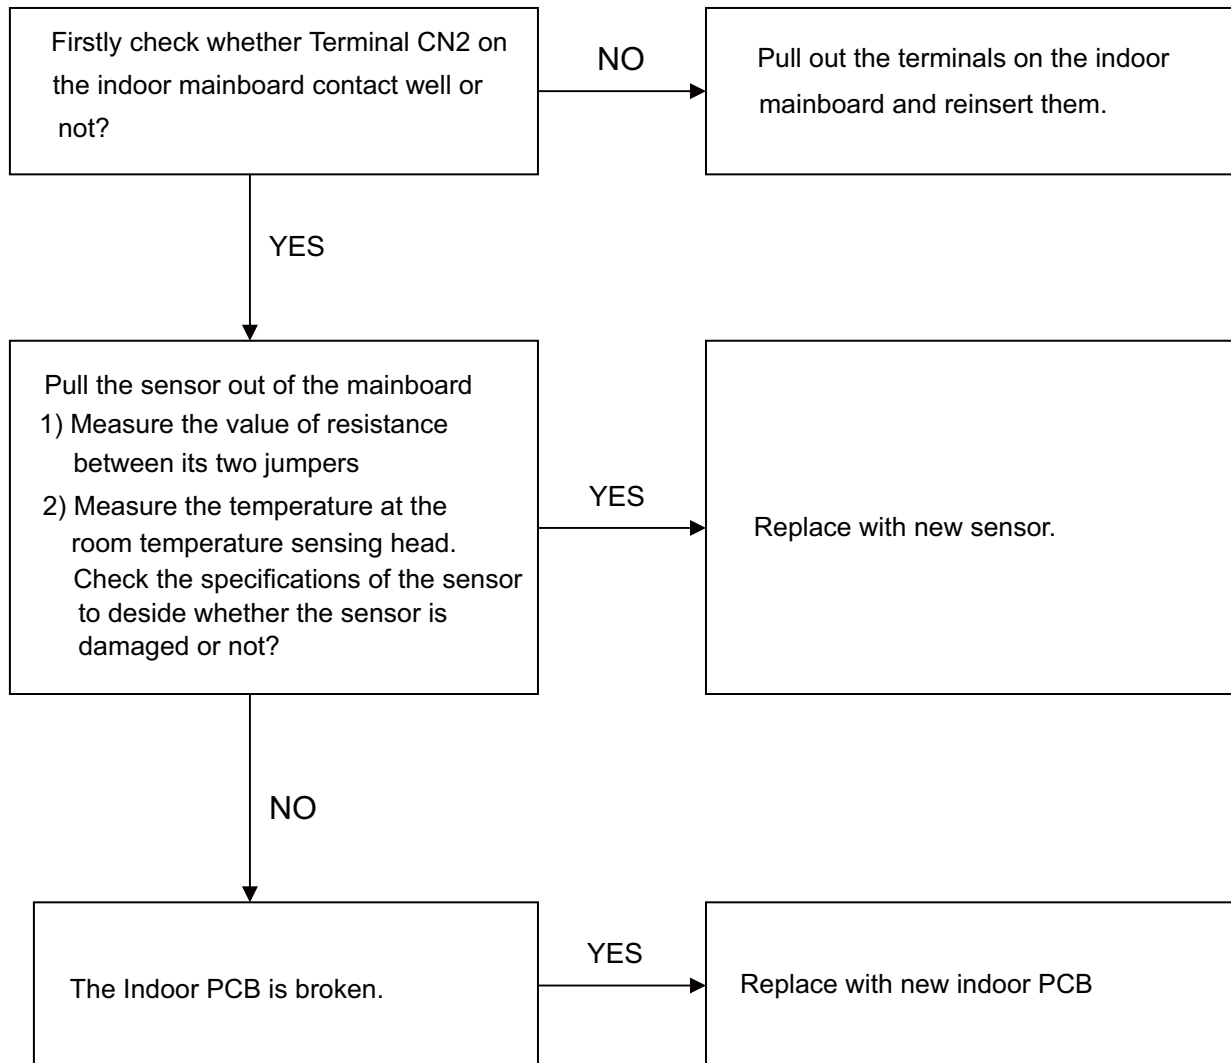 Firstly check whether Terminal CN2 on
the indoor mainboard contact well or
not?
NO
Pull out the terminals on the indoor
mainboard and reinsert them.
YES
Pull the sensor out of the mainboard
1) Measure the value of resistance
between its two jumpers
2) Measure the temperature at the
room temperature sensing head.
Check the specifications of the sensor
to deside whether the sensor is
damaged or not?
YES
Replace with new sensor.
NO
The Indoor PCB is broken.
YES
Replace with new indoor PCB